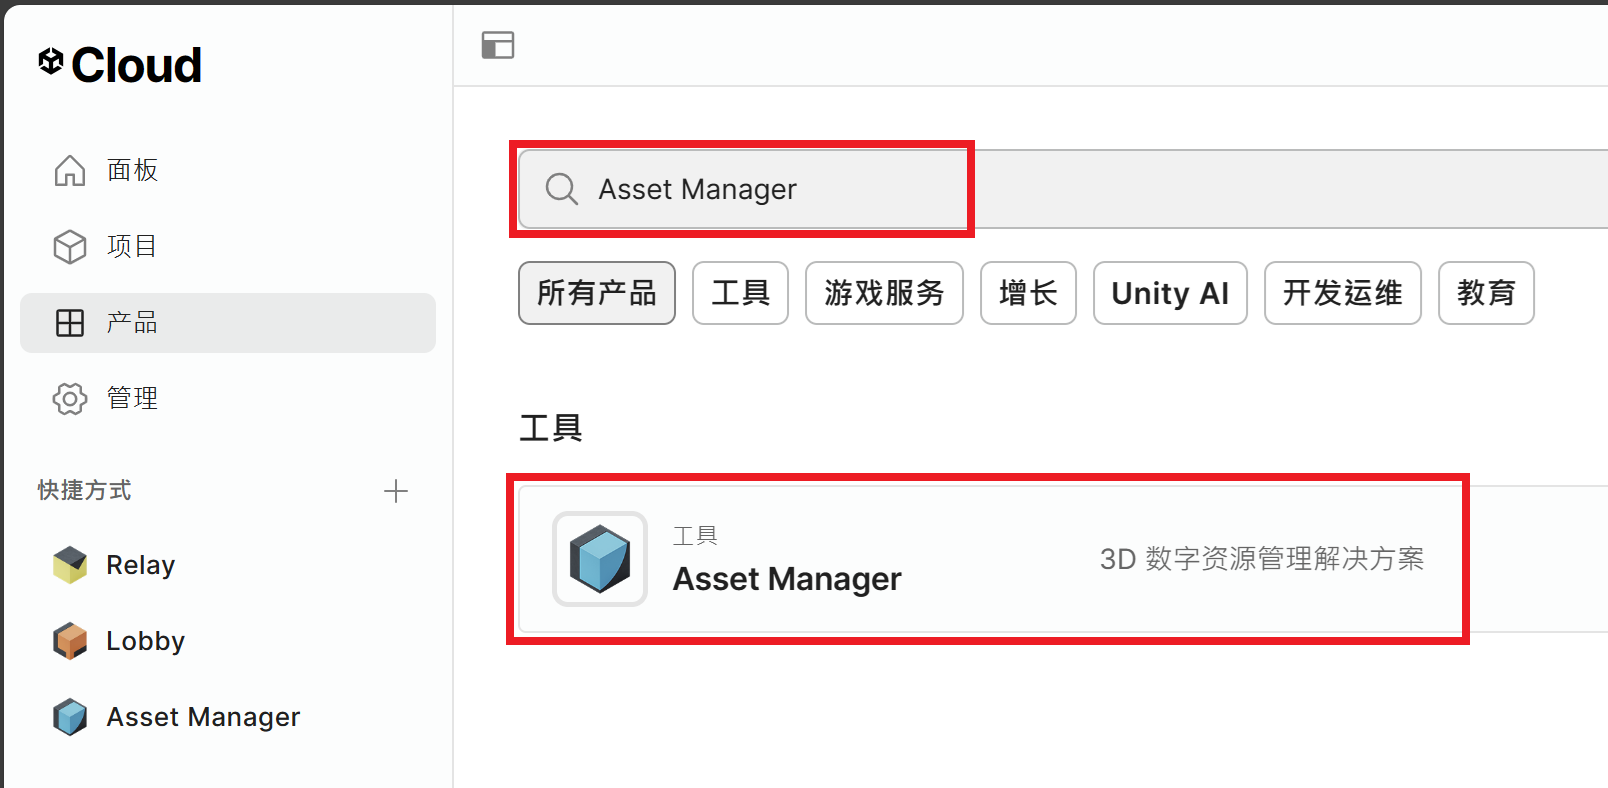 Cloud
面板
项目
产品
管理
快捷方式
Relay
Lobby
Asset Manager
Asset Manager
所有产品 工具 游戏服务 增长 Unity AI 开发运维 教育
工具
工具
Asset Manager
3D 数字资源管理解决方案